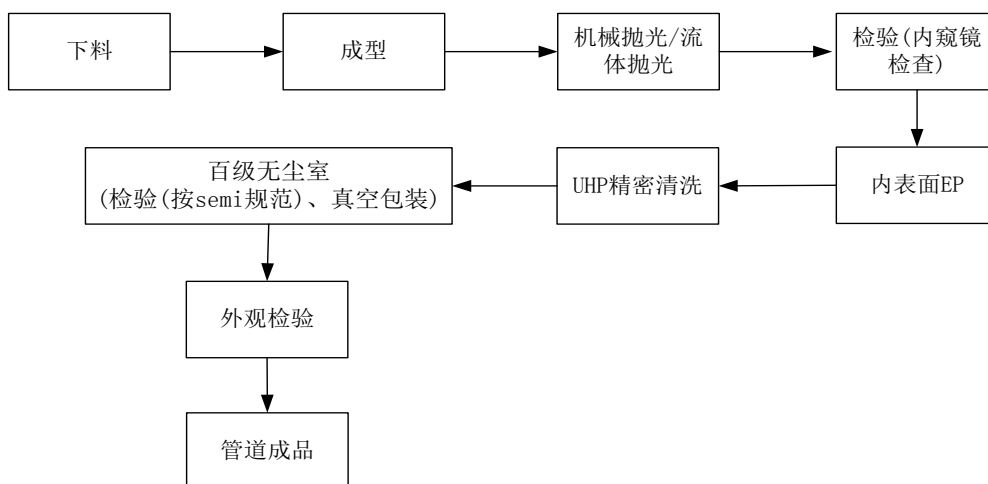 下料
成型
机械抛光/流
体抛光
检验(内窥镜
检查)
内表面EP
UHP精密清洗
百级无尘室
(检验(按semi规范)、真空包装)
外观检验
管道成品